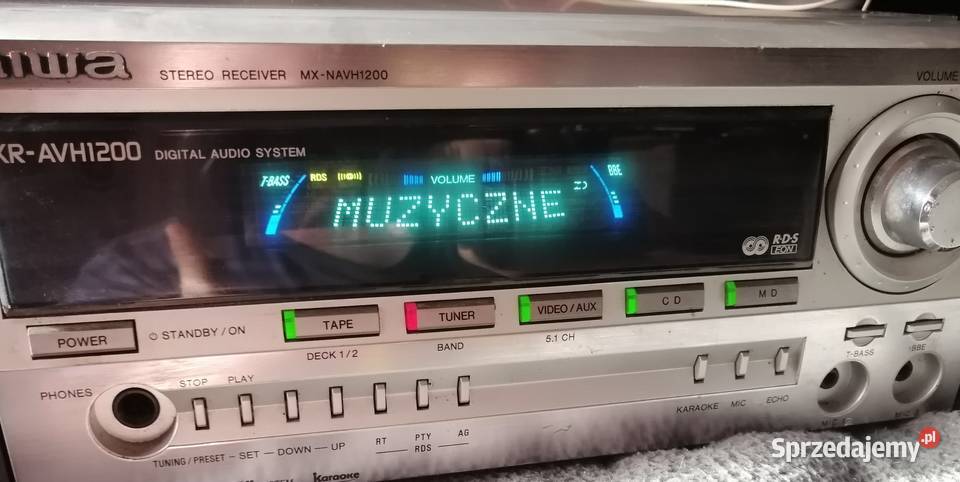 aiwa
STEREO RECEIVER MX-NAVH1200
VOLUME
XR-AVH1200 DIGITAL AUDIO SYSTEM
T-BASS RDS VOLUME BBE
MUZYCZNE
R·D·S
EON
POWER
STANDBY/ON
TAPE
TUNER
VIDEO/AUX
CD
MD
DECK 1/2
BAND
5.1 CH
T-BASS
BBE
PHONES
STOP PLAY
KARAOKE MIC ECHO
TUNING/PRESET – SET – DOWN – UP
RT
PTY
RDS
AG
Karaoke
Sprzedajemy.pl